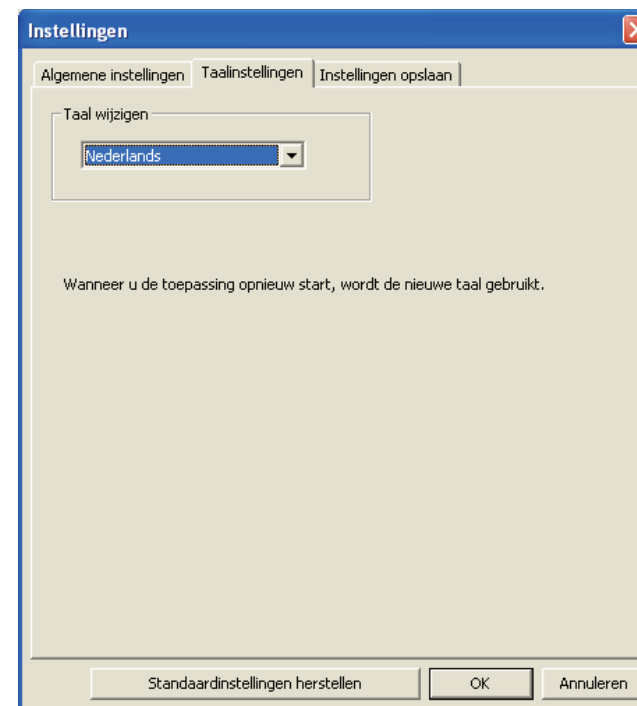 Instellingen
Algemene instellingen Taalinstellingen Instellingen opslaan
Taal wijzigen
Nederlands
Wanneer u de toepassing opnieuw start, wordt de nieuwe taal gebruikt.
Standaardinstellingen herstellen OK Annuleren